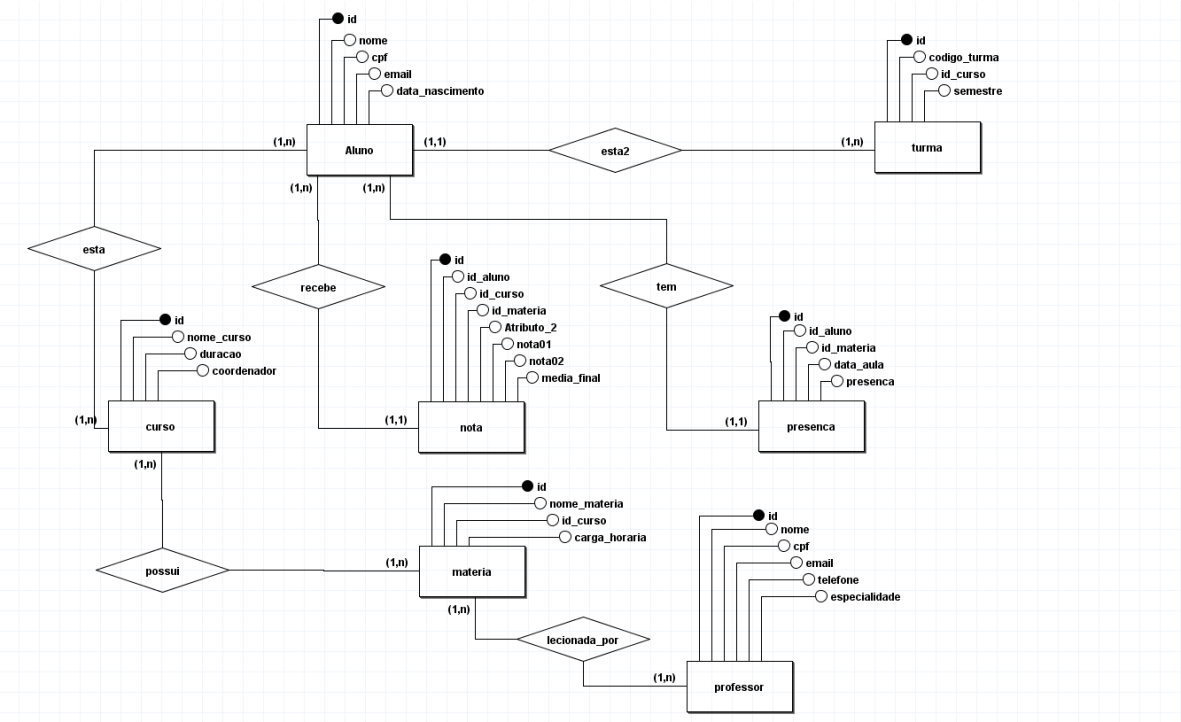 id
nome
cpf
email
data_nascimento
id
codigo_turma
id_curso
semestre
(1,n)
Aluno
(1,1)
esta2
(1,n)
turma
(1,n)
(1,n)
esta
recebe
tem
id
id_aluno
id_curso
id_materia
Atributo_2
nota01
nota02
media_final
id
nome_curso
duracao
coordenador
id
id_aluno
id_materia
data_aula
presenca
(1,n)
curso
(1,1)
nota
(1,1)
presenca
(1,n)
id
nome_materia
id_curso
carga_horaria
possui
(1,n)
materia
(1,n)
id
nome
cpf
email
telefone
especialidade
lecionada_por
(1,n)
professor